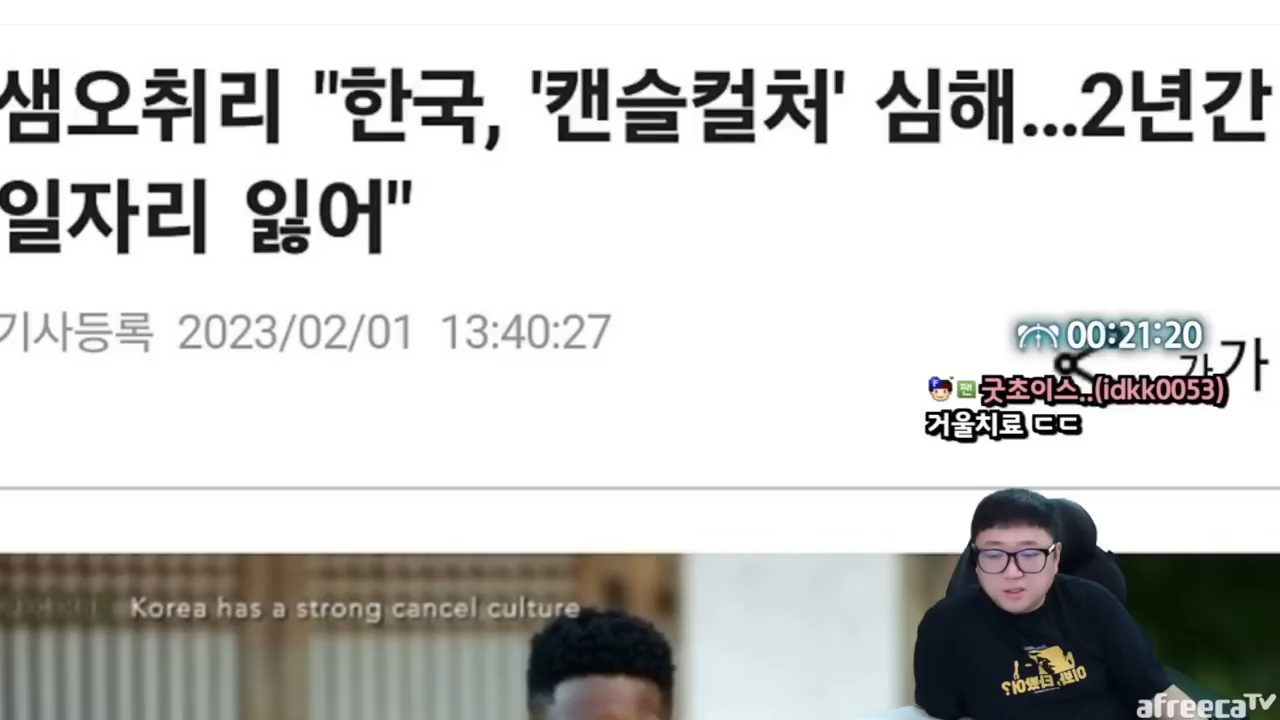 샘오취리 "한국, '캔슬컬처' 심해...2년간
일자리 잃어"
기사등록 2023/02/01 13:40:27
00:21:20
가가
F 팬 굿초이스..(idkk0053)
거울치료 ㄷㄷ
Korea has a strong cancel culture
afreecaTV